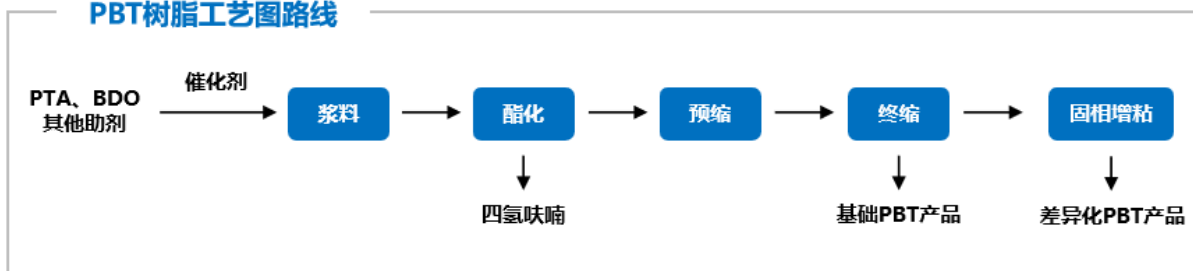 PBT树脂工艺图路线
催化剂
PTA、BDO
其他助剂
浆料
酯化
预缩
终缩
固相增粘
四氢呋喃
基础PBT产品
差异化PBT产品